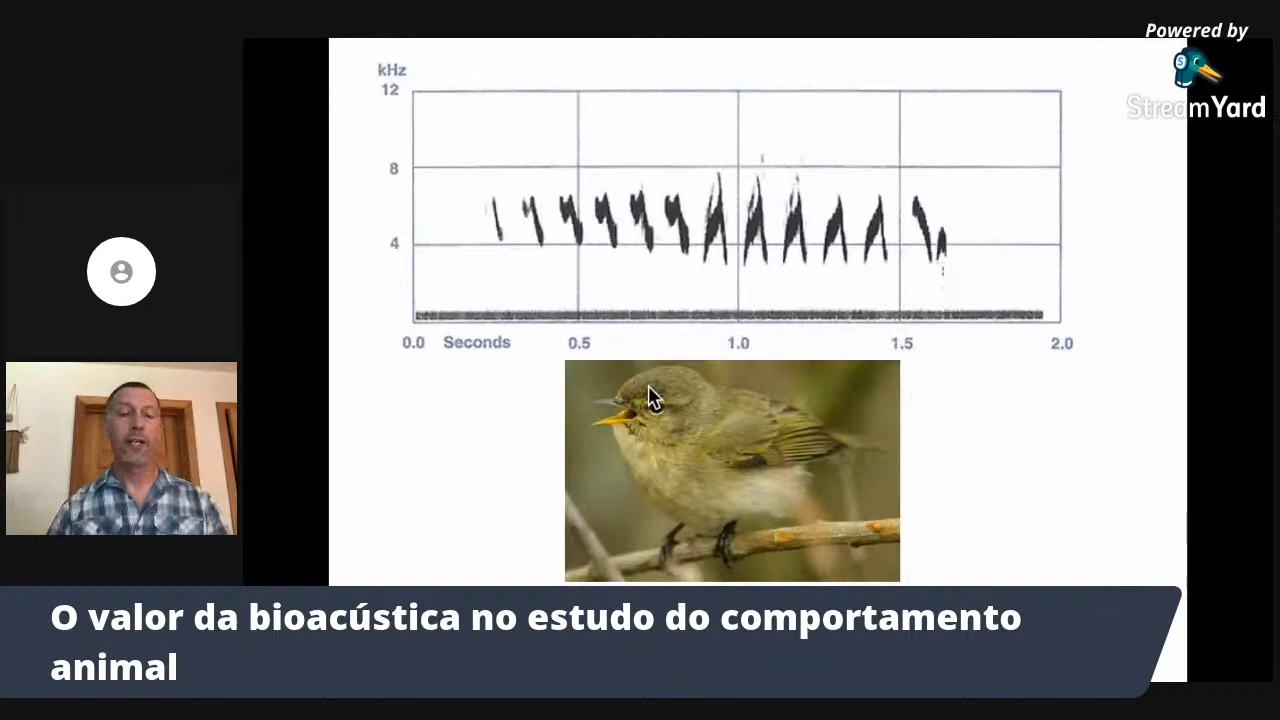 Powered by
StreamYard
kHz
12
8
4
0.0 Seconds 0.5 1.0 1.5 2.0
O valor da bioacústica no estudo do comportamento
animal